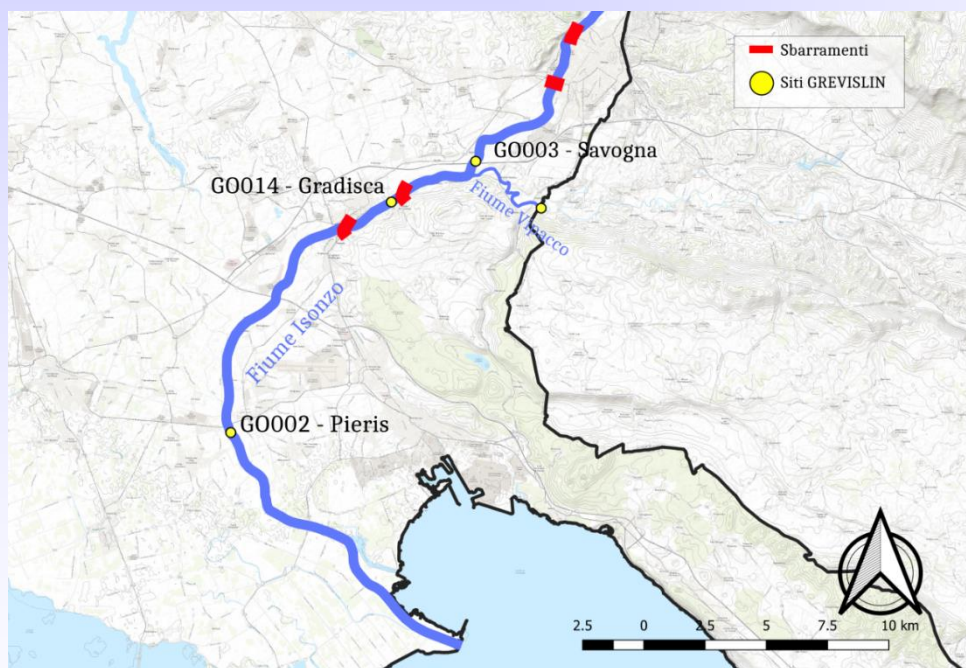 Sbarramenti
Siti GREVISLIN
GO003 - Savogna
GO014 - Gradisca
Fiume Vipacco
Fiume Isonzo
GO002 - Pieris
2.5 0 2.5 5 7.5 10 km